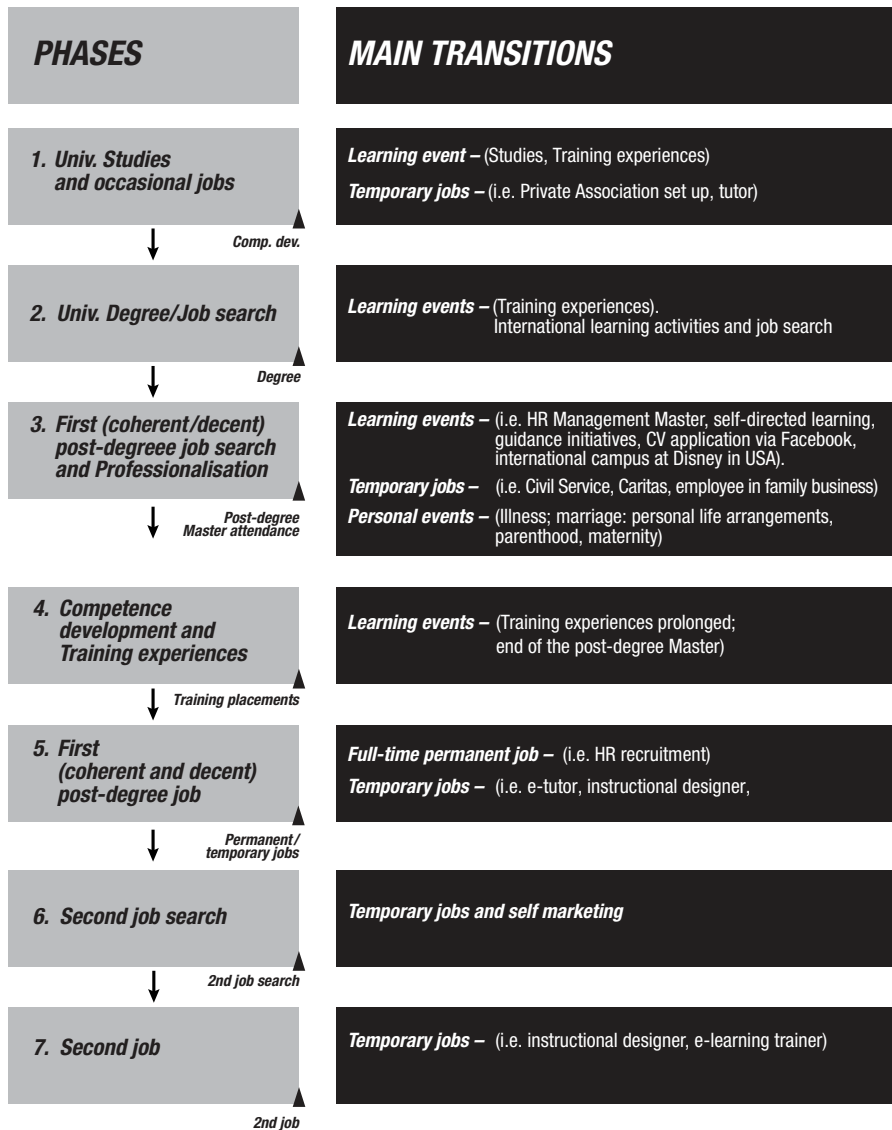 PHASES
MAIN TRANSITIONS
1. Univ. Studies
and occasional jobs
Learning event – (Studies, Training experiences)
Temporary jobs – (i.e. Private Association set up, tutor)
Comp. dev.
2. Univ. Degree/Job search
Learning events – (Training experiences).
International learning activities and job search
Degree
3. First (coherent/decent)
post-degreee job search
and Professionalisation
Learning events – (i.e. HR Management Master, self-directed learning,
guidance initiatives, CV application via Facebook,
international campus at Disney in USA).
Temporary jobs – (i.e. Civil Service, Caritas, employee in family business)
Personal events – (Illness; marriage: personal life arrangements,
parenthood, maternity)
Post-degree
Master attendance
4. Competence
development and
Training experiences
Learning events – (Training experiences prolonged;
end of the post-degree Master)
Training placements
5. First
(coherent and decent)
post-degree job
Full-time permanent job – (i.e. HR recruitment)
Temporary jobs – (i.e. e-tutor, instructional designer,
Permanent/
temporary jobs
6. Second job search
Temporary jobs and self marketing
2nd job search
7. Second job
Temporary jobs – (i.e. instructional designer, e-learning trainer)
2nd job